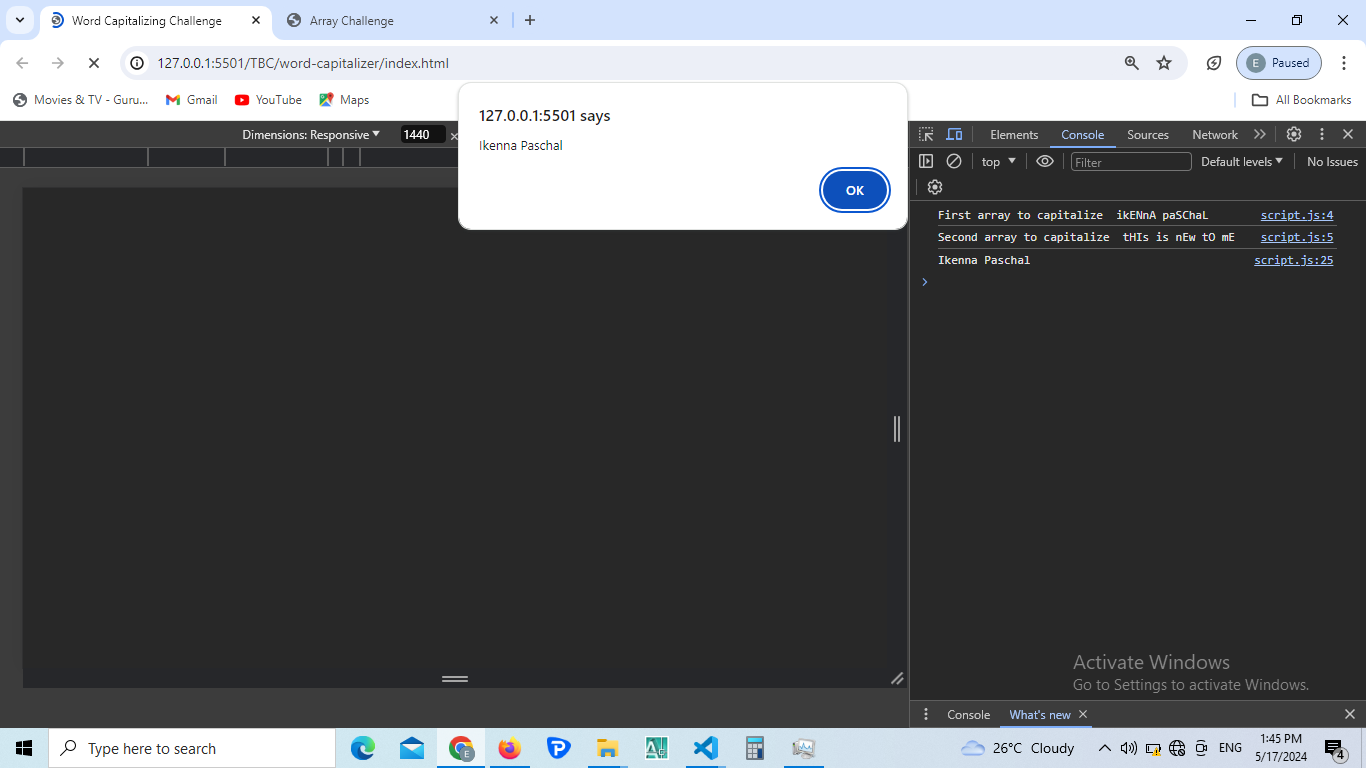 Word Capitalizing Challenge
Array Challenge
127.0.0.1:5501/TBC/word-capitalizer/index.html
E Paused
Movies & TV - Guru...
Gmail
YouTube
Maps
All Bookmarks
127.0.0.1:5501 says
Ikenna Paschal
OK
Dimensions: Responsive
1440
Elements
Console
Sources
Network
top
Filter
Default levels
No Issues
First array to capitalize ikENnA paSChaL script.js:4
Second array to capitalize tHIs is nEw tO mE script.js:5
Ikenna Paschal script.js:25
Activate Windows
Go to Settings to activate Windows.
Console
What's new
Type here to search
E
26°C Cloudy
ENG
1:45 PM
5/17/2024
4